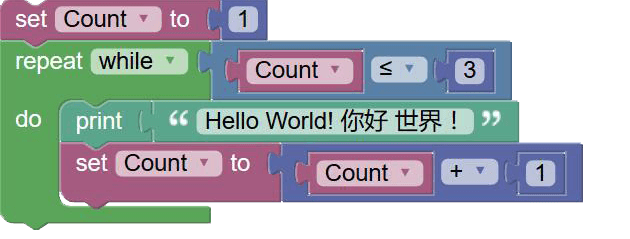 set Count to 1
repeat while Count ≤ 3
do print “ Hello World! 你好 世界！ ”
set Count to Count + 1